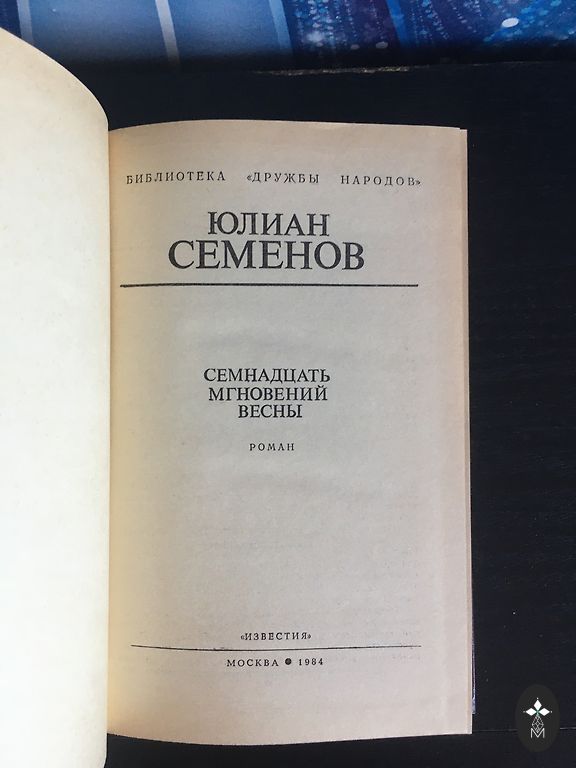 БИБЛИОТЕКА «ДРУЖБЫ НАРОДОВ»
ЮЛИАН
СЕМЕНОВ
СЕМНАДЦАТЬ
МГНОВЕНИЙ
ВЕСНЫ
РОМАН
«ИЗВЕСТИЯ»
МОСКВА ● 1984
M